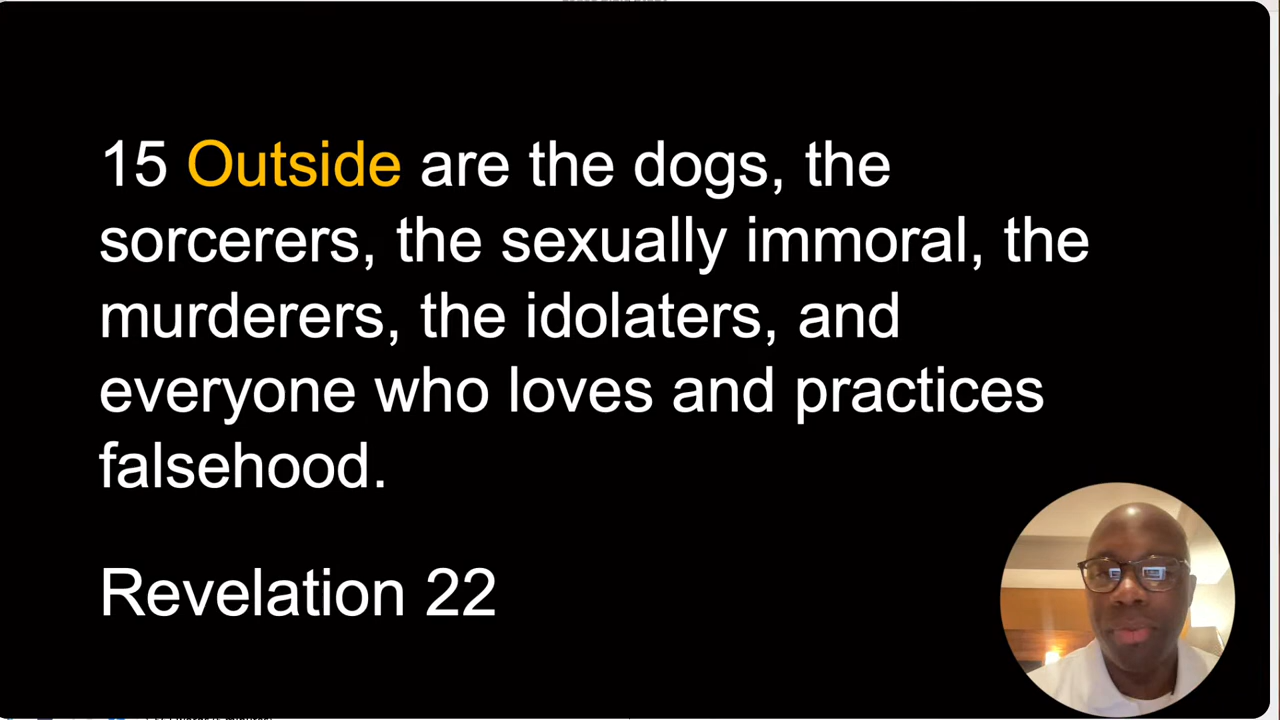 15 Outside are the dogs, the
sorcerers, the sexually immoral, the
murderers, the idolaters, and
everyone who loves and practices
falsehood.
Revelation 22